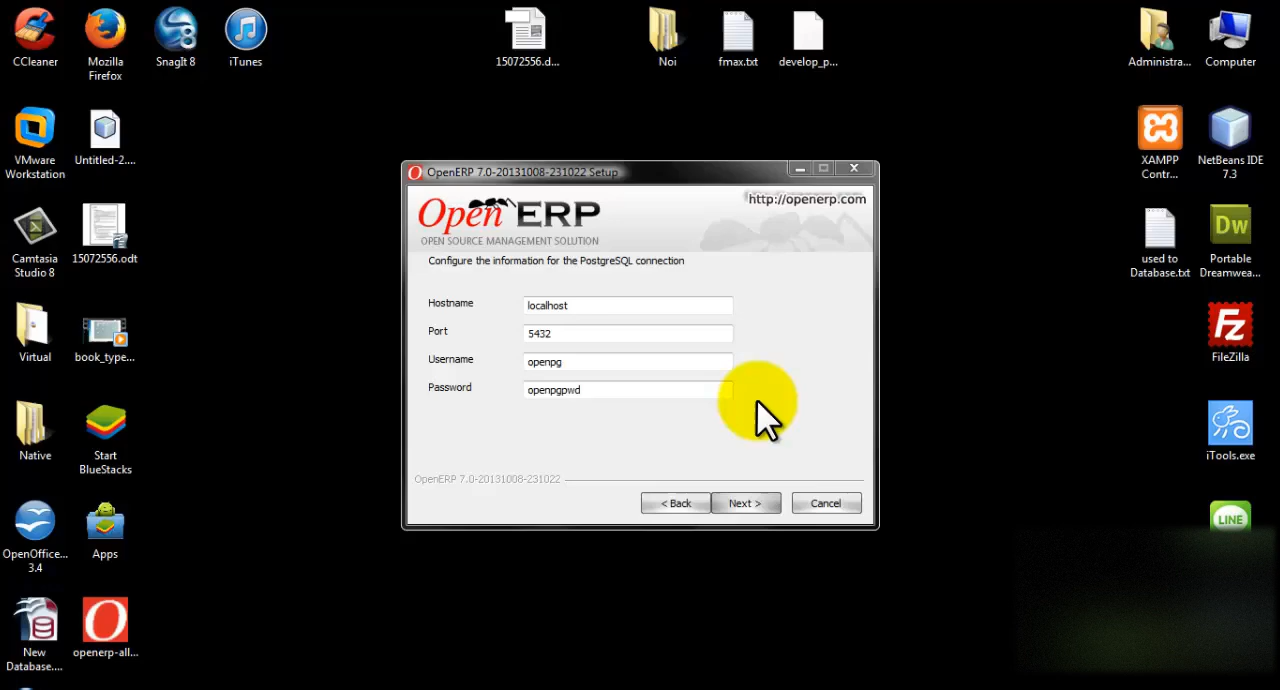 CCleaner
Mozilla
Firefox
SnagIt 8
iTunes
15072556.d...
Noi
fmax.txt
develop_p...
Administra...
Computer
VMware
Workstation
Untitled-2....
XAMPP
Contr...
NetBeans IDE
7.3
Camtasia
Studio 8
15072556.odt
used to
Database.txt
Dw
Portable
Dreamwea...
Virtual
book_type...
Fz
FileZilla
Native
Start
BlueStacks
iTools.exe
OpenOffice...
3.4
Apps
LINE
New
Database....
openerp-all...
OpenERP 7.0-20131008-231022 Setup
Open ERP
http://openerp.com
OPEN SOURCE MANAGEMENT SOLUTION
Configure the information for the PostgreSQL connection
Hostname localhost
Port 5432
Username openpg
Password openpgpwd
OpenERP 7.0-20131008-231022
< Back Next > Cancel